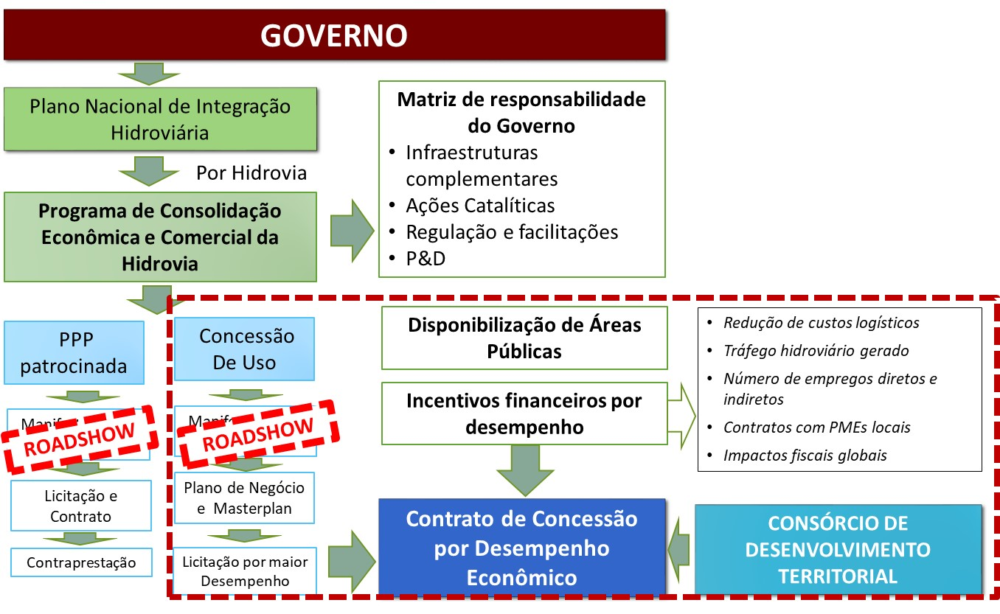 GOVERNO
Plano Nacional de Integração
Hidroviária
Por Hidrovia
Programa de Consolidação
Econômica e Comercial da
Hidrovia
Matriz de responsabilidade
do Governo
• Infraestruturas
complementares
• Ações Catalíticas
• Regulação e facilitações
• P&D
PPP
patrocinada
ROADSHOW
Licitação e
Contrato
Contraprestação
Concessão
De Uso
ROADSHOW
Plano de Negócio
e Masterplan
Licitação por maior
Desempenho
Disponibilização de Áreas
Públicas
Incentivos financeiros por
desempenho
• Redução de custos logísticos
• Tráfego hidroviário gerado
• Número de empregos diretos e
indiretos
• Contratos com PMEs locais
• Impactos fiscais globais
Contrato de Concessão
por Desempenho
Econômico
CONSÓRCIO DE
DESENVOLVIMENTO
TERRITORIAL